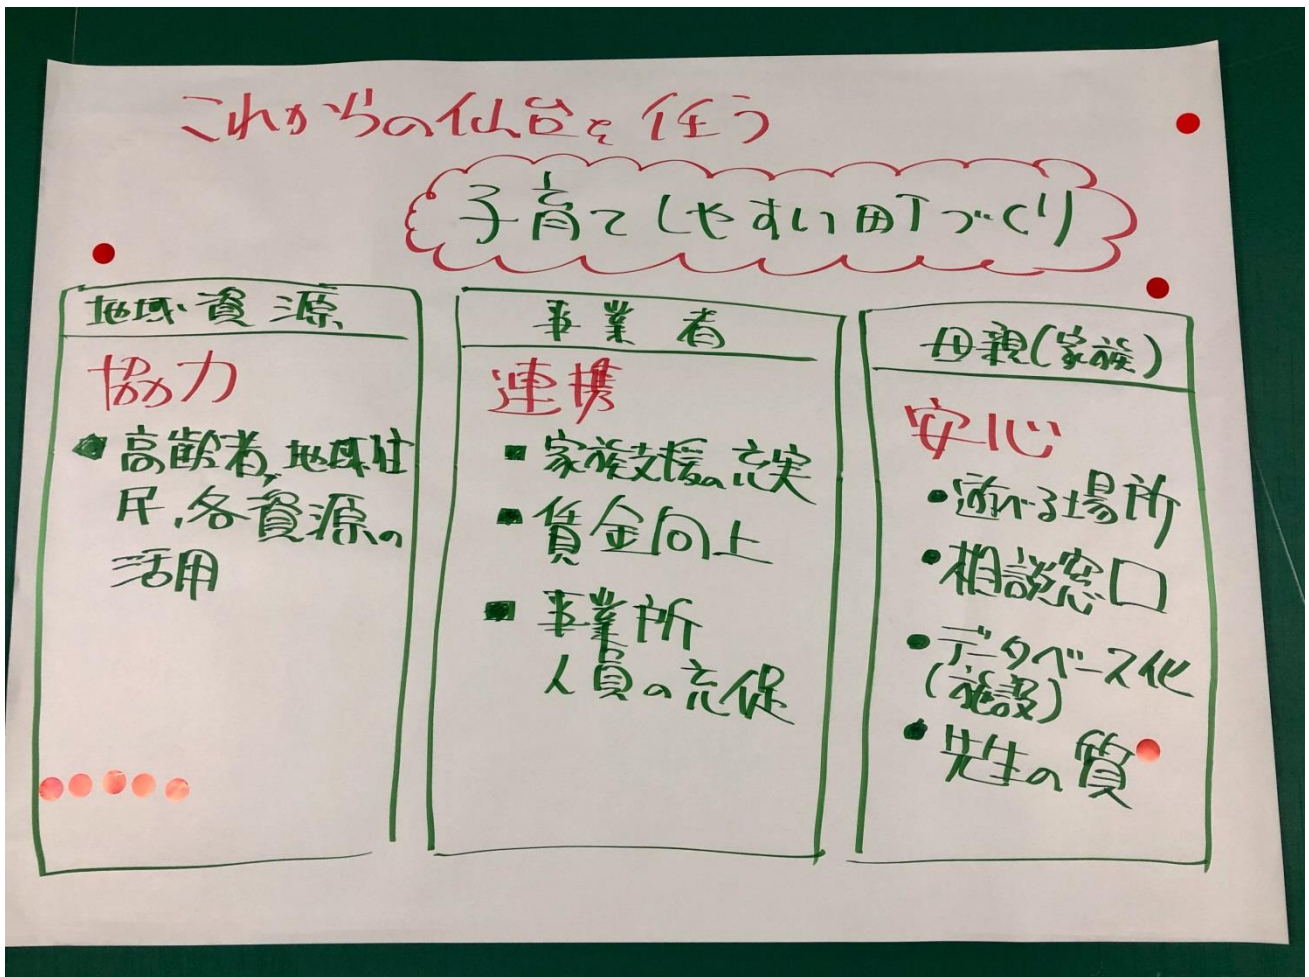 これからの仙台を任う
子育てしやすい町づくり
地域資源
協力
高齢者、地域住
民、各資源の
活用
事業者
連携
■ 家族支援の充実
■ 賃金向上
■ 事業所
人員の充促
母親(家族)
安心
・遊べる場所
・相談窓口
・データベース化
(施設)
・先生の質